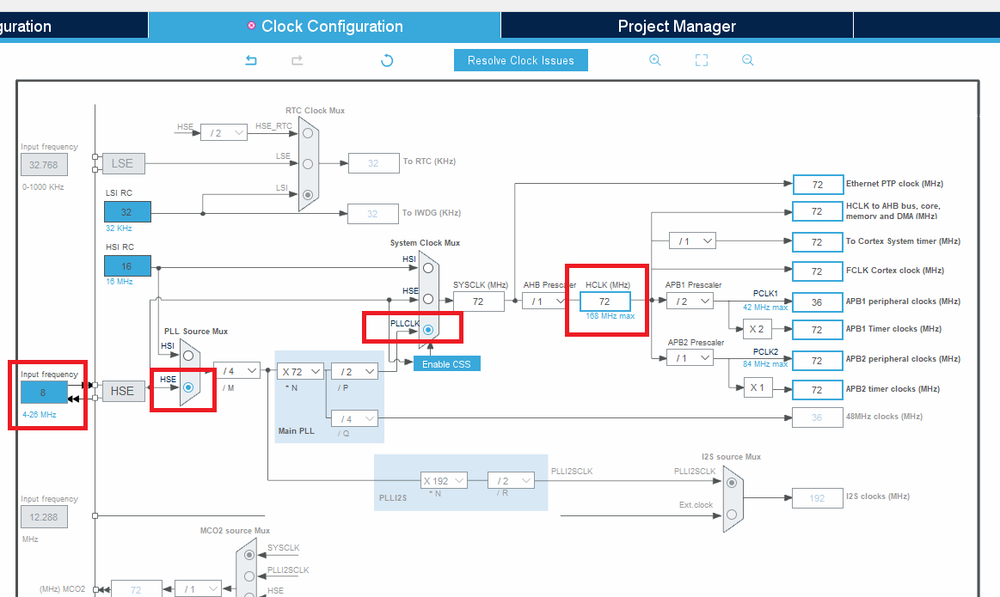 guration
Clock Configuration
Project Manager
Resolve Clock Issues
RTC Clock Mux
HSE
/ 2
HSE_RTC
Input frequency
32.768
0-1000 KHz
LSE
LSE
32
To RTC (KHz)
LSI RC
LSI
32
32 KHz
32
To IWDG (KHz)
72
Ethernet PTP clock (MHz)
72
HCLK to AHB bus, core,
memory and DMA (MHz)
/ 1
72
To Cortex System timer (MHz)
72
FCLK Cortex clock (MHz)
HSI RC
16
16 MHz
System Clock Mux
HSI
HSE
PLLCLK
SYSCLK (MHz)
72
AHB Prescaler
/ 1
HCLK (MHz)
72
168 MHz max
APB1 Prescaler
/ 2
PCLK1
42 MHz max
36
APB1 peripheral clocks (MHz)
X 2
72
APB1 Timer clocks (MHz)
APB2 Prescaler
/ 1
PCLK2
84 MHz max
72
APB2 peripheral clocks (MHz)
X 1
72
APB2 timer clocks (MHz)
Enable CSS
PLL Source Mux
HSI
HSE
Input frequency
8
4-26 MHz
HSE
/ 4
/ M
X 72
* N
/ 2
/ P
/ 4
/ Q
Main PLL
36
48MHz clocks (MHz)
PLLI2S
X 192
* N
/ 2
/ R
PLLI2SCLK
I2S source Mux
PLLI2SCLK
Ext.clock
192
I2S clocks (MHz)
Input frequency
12.288
MHz
MCO2 source Mux
SYSCLK
PLLI2SCLK
HSE
(MHz) MCO2
72
/ 1